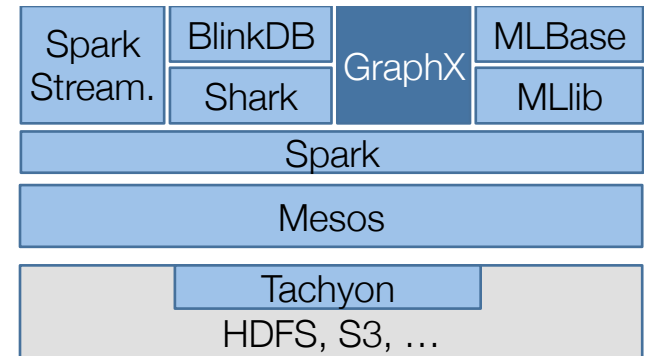 Spark
Stream.
BlinkDB
Shark
GraphX
MLBase
MLlib
Spark
Mesos
Tachyon
HDFS, S3, …